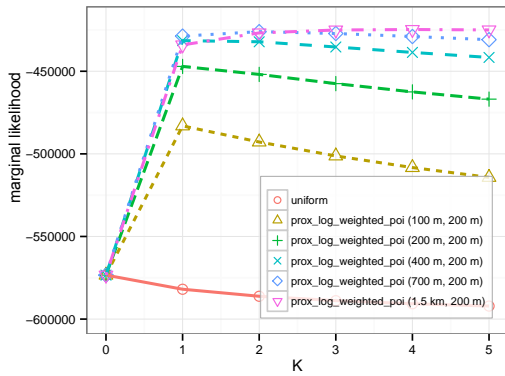 marginal likelihood
−450000
−500000
−550000
−600000
uniform
prox_log_weighted_poi (100 m, 200 m)
prox_log_weighted_poi (200 m, 200 m)
prox_log_weighted_poi (400 m, 200 m)
prox_log_weighted_poi (700 m, 200 m)
prox_log_weighted_poi (1.5 km, 200 m)
0 1 2 3 4 5
K